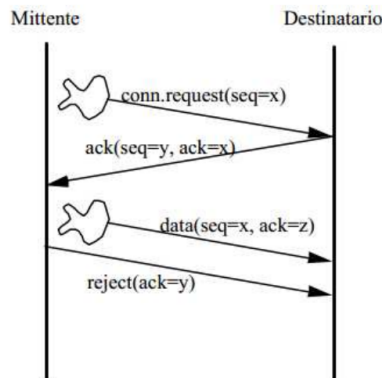 Mittente
Destinatario
conn.request(seq=x)
ack(seq=y, ack=x)
data(seq=x, ack=z)
reject(ack=y)